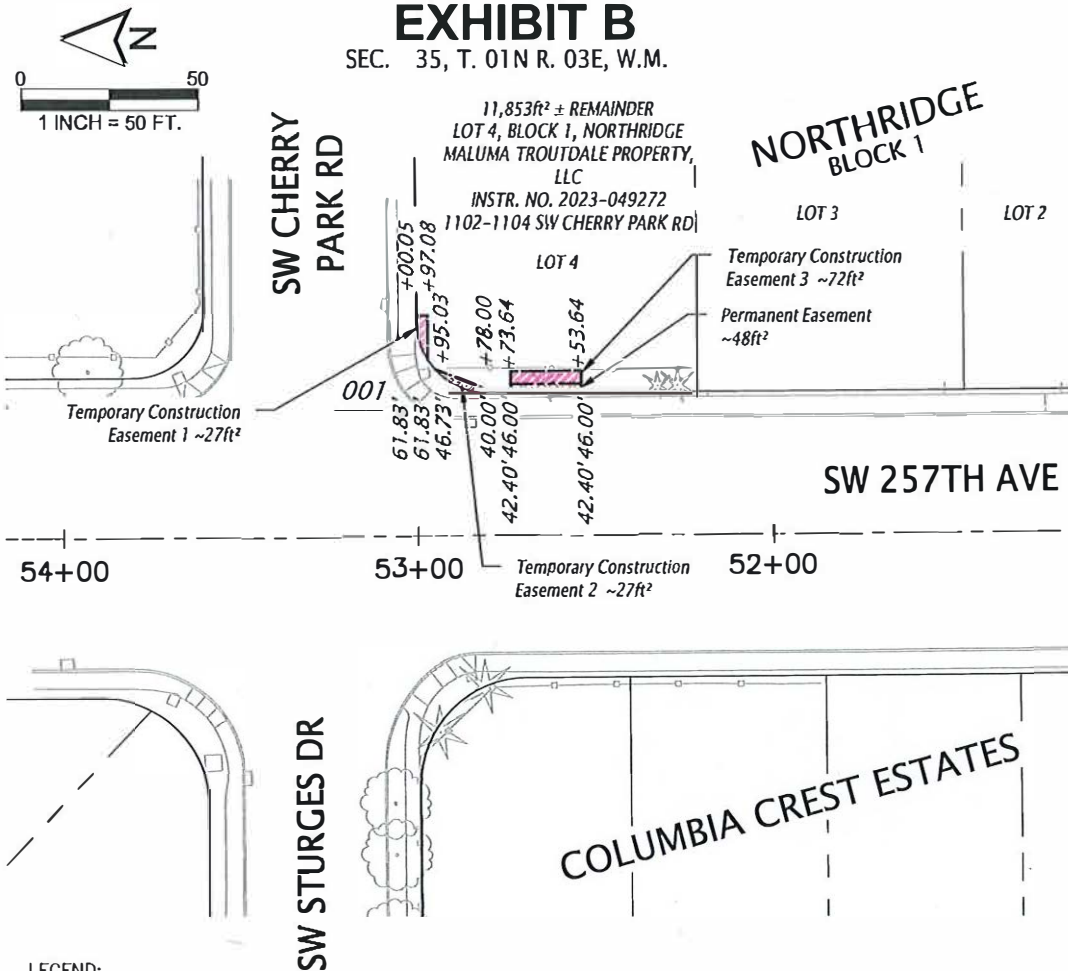 EXHIBIT B
SEC. 35, T. 01N R. 03E, W.M.
N
0 50
1 INCH = 50 FT.
SW CHERRY
PARK RD
11,853ft² ± REMAINDER
LOT 4, BLOCK 1, NORTHRIDGE
MALUMA TROUTDALE PROPERTY,
LLC
INSTR. NO. 2023-049272
1102-1104 SW CHERRY PARK RD
NORTHRIDGE
BLOCK 1
LOT 4
LOT 3
LOT 2
+00.05
+97.08
+95.03
+78.00
+73.64
+53.64
Temporary Construction
Easement 3 ~72ft²
Permanent Easement
~48ft²
Temporary Construction
Easement 1 ~27ft²
001
61.83'
61.83'
46.73'
40.00'
42.40' 46.00'
42.40' 46.00'
SW 257TH AVE
54+00
53+00
52+00
Temporary Construction
Easement 2 ~27ft²
SW STURGES DR
COLUMBIA CREST ESTATES
LEGEND: